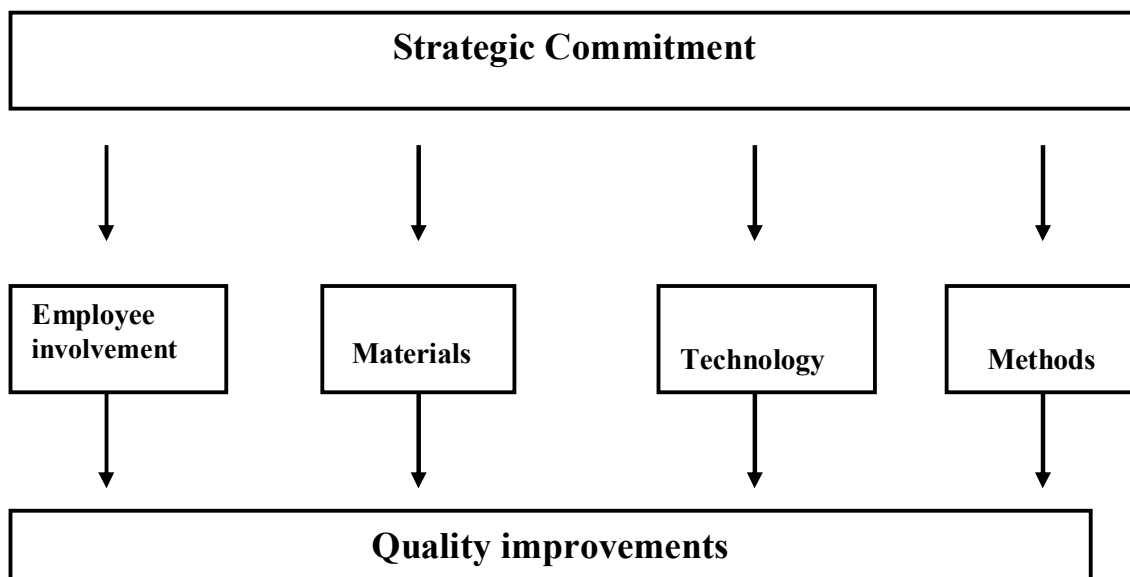 Strategic Commitment
Employee
involvement
Materials
Technology
Methods
Quality improvements